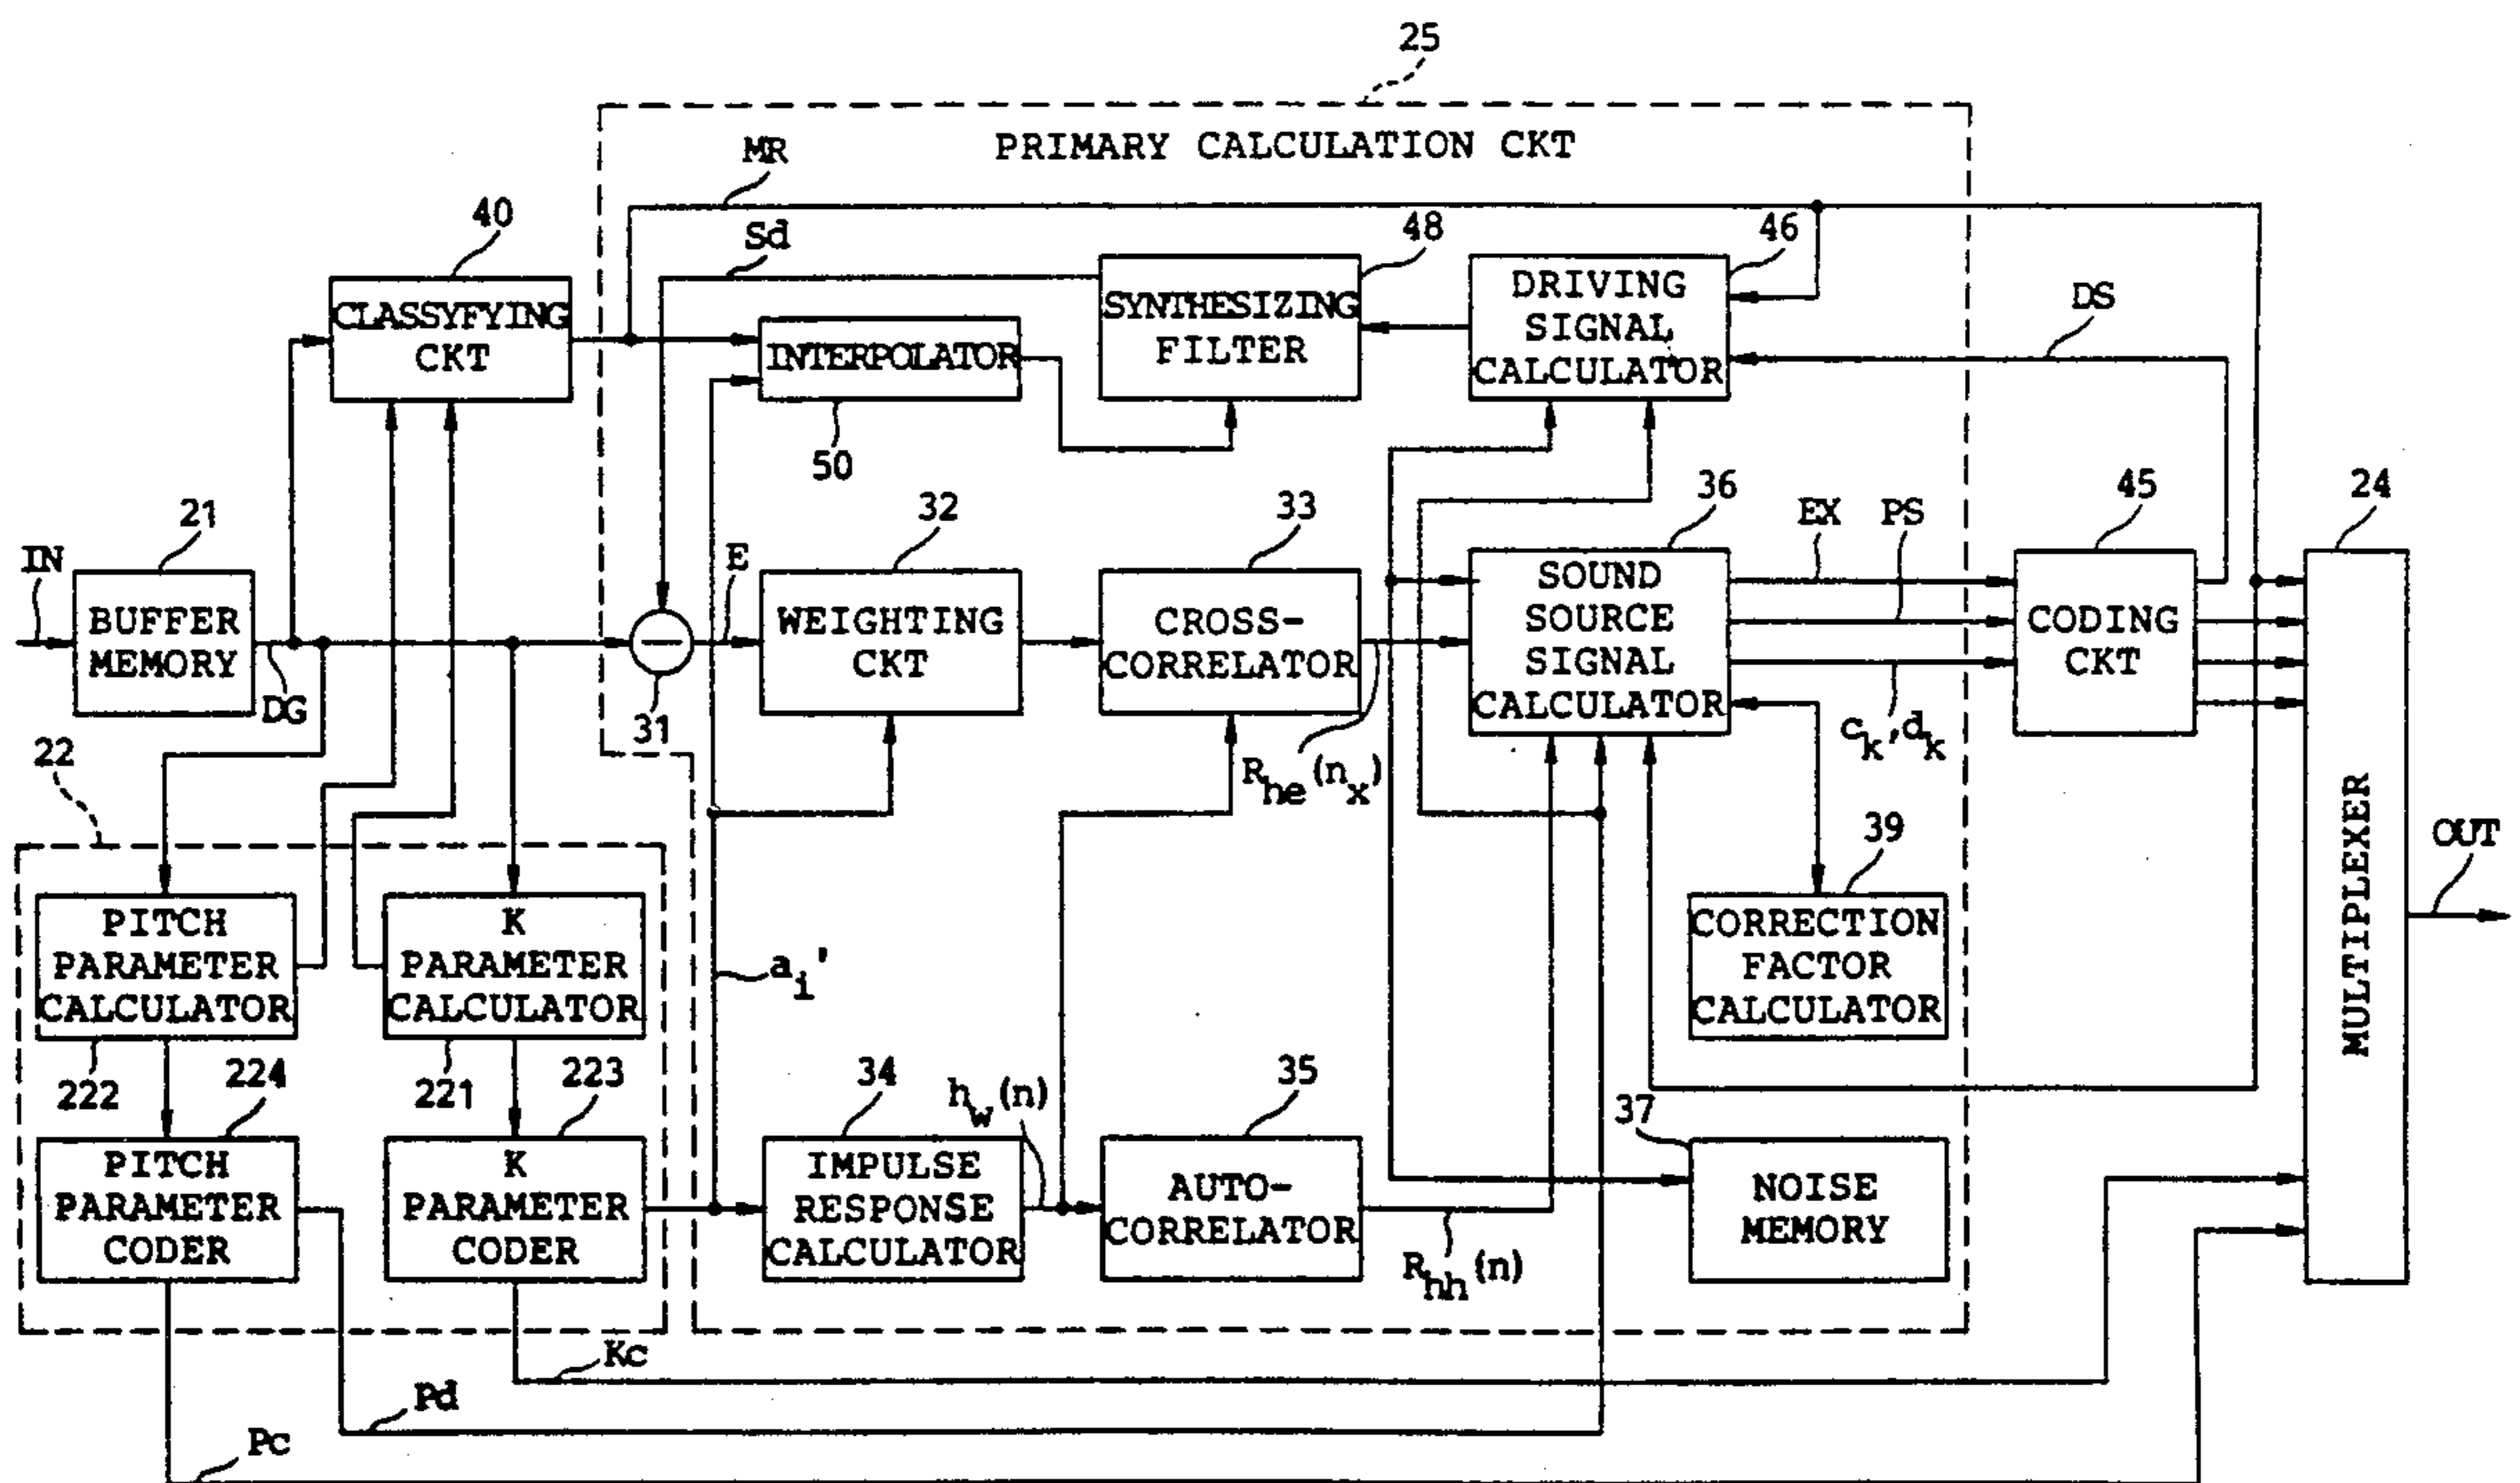 25
PRIMARY CALCULATION CKT
MR
40
Sd
48
46
CLASSYFYING
CKT
INTERPOLATOR
50
SYNTHESIZING
FILTER
DRIVING
SIGNAL
CALCULATOR
DS
IN
21
BUFFER
MEMORY
DG
31
E
32
WEIGHTING
CKT
33
CROSS-
CORRELATOR
Rhe(nx)
36
SOUND
SOURCE
SIGNAL
CALCULATOR
EX
PS
ck,dk
45
CODING
CKT
24
MULTIPLEXER
OUT
22
PITCH
PARAMETER
CALCULATOR
222
K
PARAMETER
CALCULATOR
221
ai'
39
CORRECTION
FACTOR
CALCULATOR
224
PITCH
PARAMETER
CODER
223
K
PARAMETER
CODER
34
IMPULSE
RESPONSE
CALCULATOR
hw(n)
35
AUTO-
CORRELATOR
Rhh(n)
37
NOISE
MEMORY
Kc
Pd
Pc